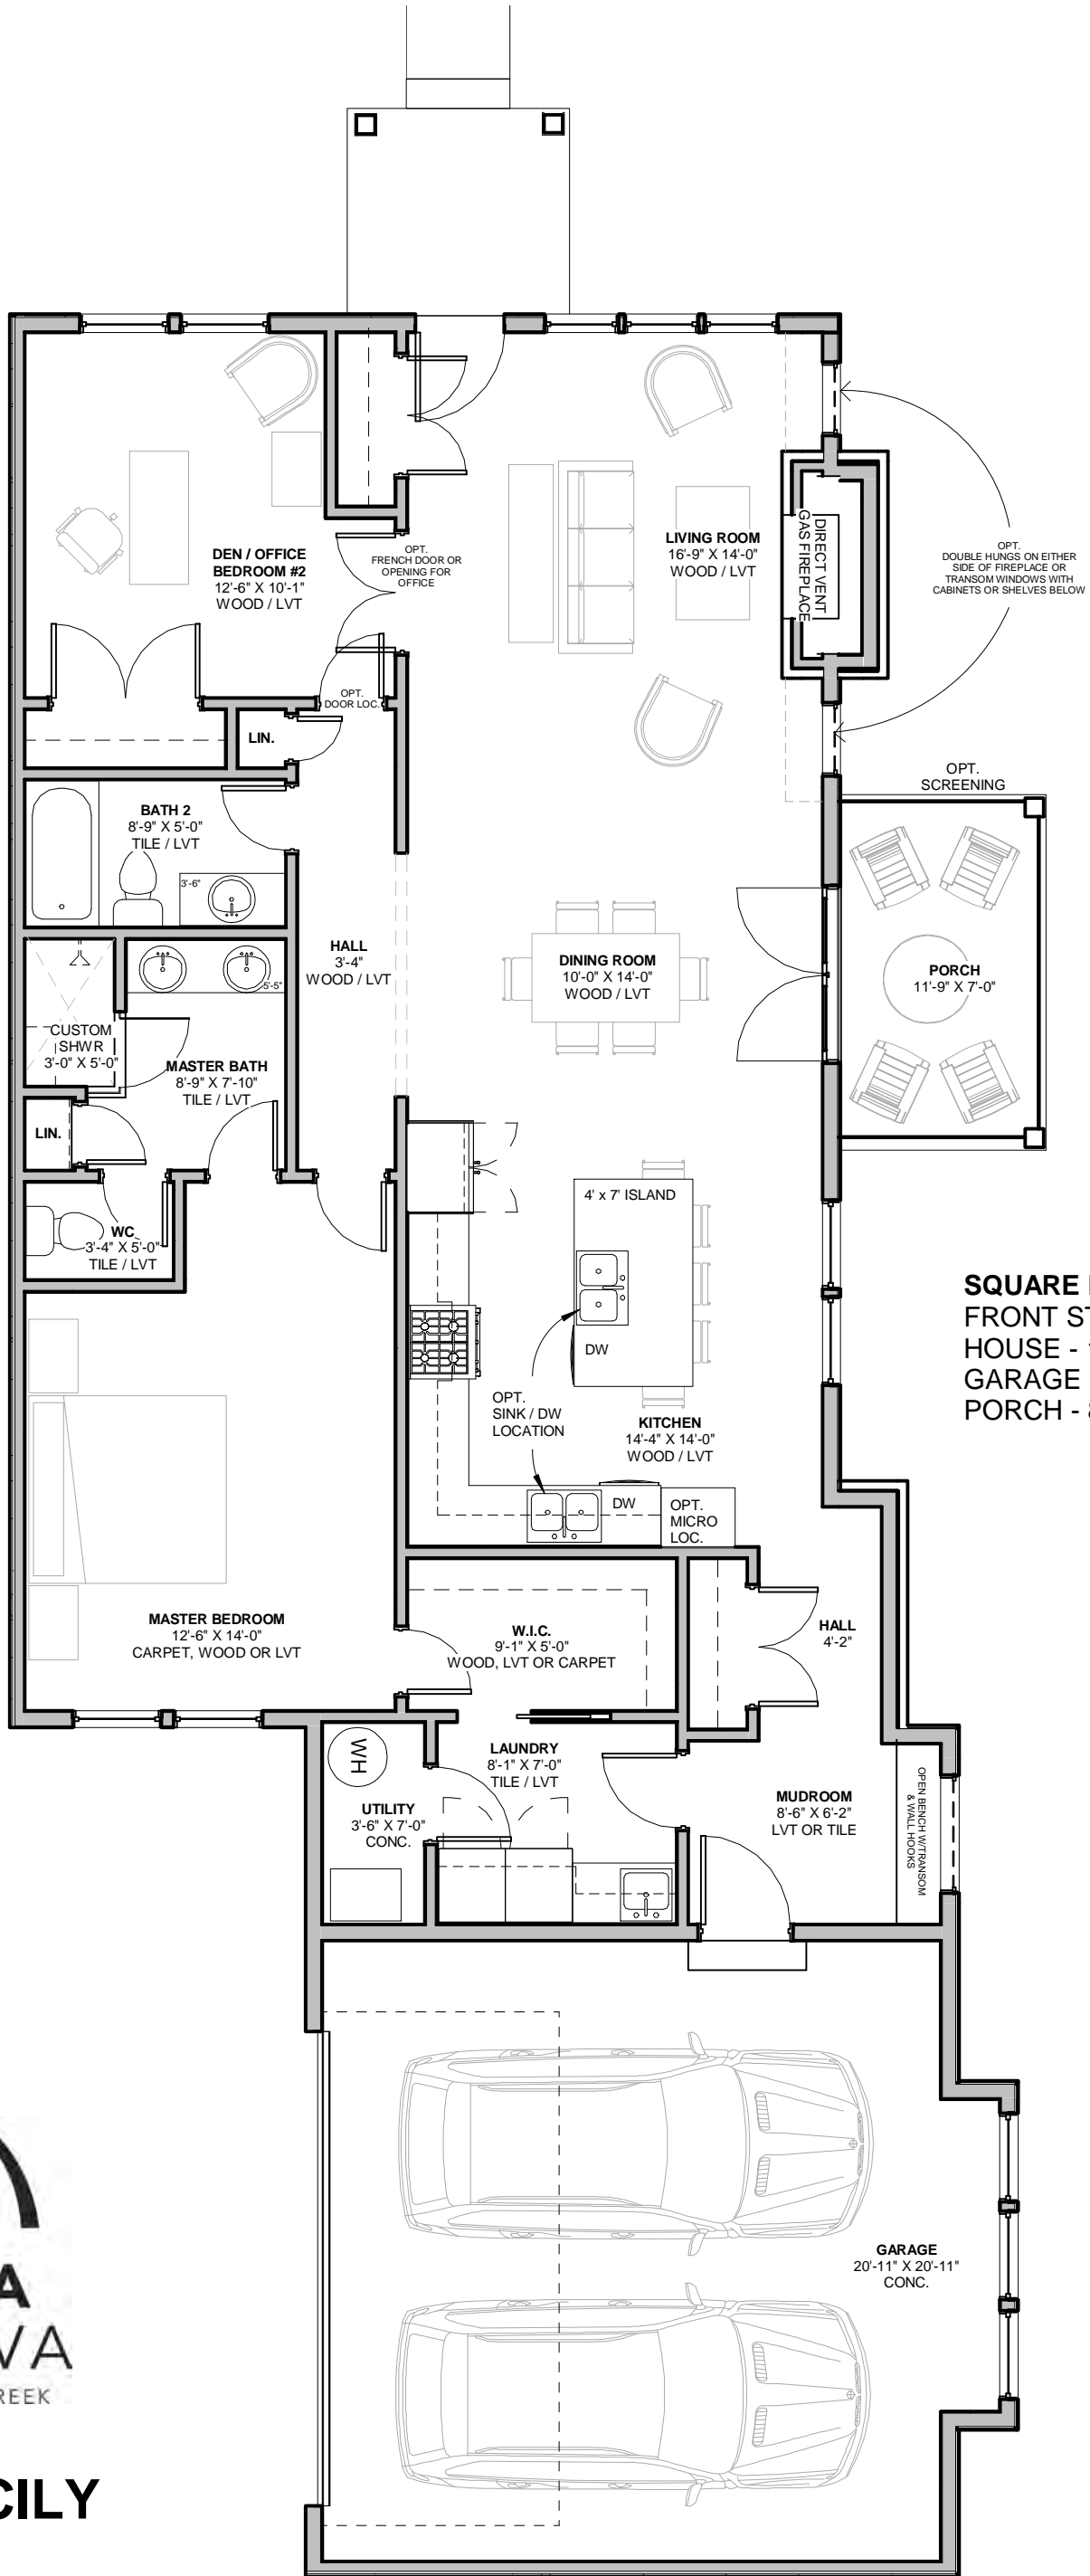 DEN / OFFICE
BEDROOM #2
12'-6" X 10'-1"
WOOD / LVT
OPT.
FRENCH DOOR OR
OPENING FOR
OFFICE
LIVING ROOM
16'-9" X 14'-0"
WOOD / LVT
DIRECT VENT
GAS FIREPLACE
OPT.
DOUBLE HUNGS ON EITHER
SIDE OF FIREPLACE OR
TRANSOM WINDOWS WITH
CABINETS OR SHELVES BELOW
OPT.
DOOR LOC.
LIN.
OPT.
SCREENING
BATH 2
8'-9" X 5'-0"
TILE / LVT
3'-6"
HALL
3'-4"
WOOD / LVT
DINING ROOM
10'-0" X 14'-0"
WOOD / LVT
PORCH
11'-9" X 7'-0"
5'-5"
CUSTOM
SHWR
3'-0" X 5'-0"
MASTER BATH
8'-9" X 7'-10"
TILE / LVT
LIN.
WC
3'-4" X 5'-0"
TILE / LVT
4' x 7' ISLAND
DW
OPT.
SINK / DW
LOCATION
KITCHEN
14'-4" X 14'-0"
WOOD / LVT
DW
OPT.
MICRO
LOC.
SQUARE
FRONT
HOUSE -
GARAGE
PORCH -
MASTER BEDROOM
12'-6" X 14'-0"
CARPET, WOOD OR LVT
W.I.C.
9'-1" X 5'-0"
WOOD, LVT OR CARPET
HALL
4'-2"
WH
LAUNDRY
8'-1" X 7'-0"
TILE / LVT
UTILITY
3'-6" X 7'-0"
CONC.
MUDROOM
8'-6" X 6'-2"
LVT OR TILE
OPEN BENCH W/TRANSOM
& WALL HOOKS
GARAGE
20'-11" X 20'-11"
CONC.
A
VA
REEK
CILY